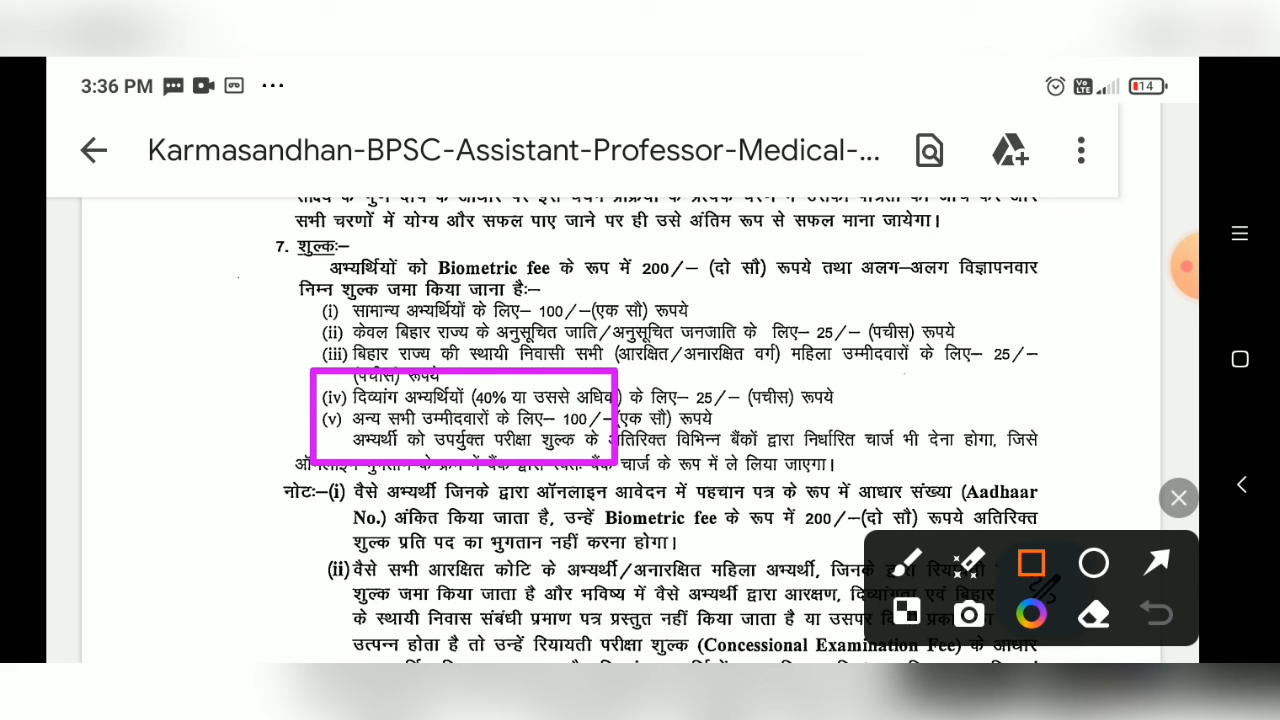 3:36 PM
Vo LTE
14
Karmasandhan-BPSC-Assistant-Professor-Medical-...
सभी चरणों में योग्य और सफल पाए जाने पर ही उसे अंतिम रूप से सफल माना जायेगा।
7. शुल्कः–
अभ्यर्थियों को Biometric fee के रूप में 200/– (दो सौ) रूपये तथा अलग–अलग विज्ञापनवार
निम्न शुल्क जमा किया जाना हैः–
(i) सामान्य अभ्यर्थियों के लिए– 100/–(एक सौ) रूपये
(ii) केवल बिहार राज्य के अनुसूचित जाति/अनुसूचित जनजाति के लिए– 25/– (पचीस) रूपये
(iii) बिहार राज्य की स्थायी निवासी सभी (आरक्षित/अनारक्षित वर्ग) महिला उम्मीदवारों के लिए– 25/–
(पचीस) रूपये
(iv) दिव्यांग अभ्यर्थियों (40% या उससे अधिक) के लिए– 25/– (पचीस) रूपये
(v) अन्य सभी उम्मीदवारों के लिए– 100/–(एक सौ) रूपये
अभ्यर्थी को उपर्युक्त परीक्षा शुल्क के अतिरिक्त विभिन्न बैंकों द्वारा निर्धारित चार्ज भी देना होगा, जिसे
चार्ज के रूप में ले लिया जाएगा।
नोटः–(i) वैसे अभ्यर्थी जिनके द्वारा ऑनलाइन आवेदन में पहचान पत्र के रूप में आधार संख्या (Aadhaar
No.) अंकित किया जाता है, उन्हें Biometric fee के रूप में 200/–(दो सौ) रूपये अतिरिक्त
शुल्क प्रति पद का भुगतान नहीं करना होगा।
(ii) वैसे सभी आरक्षित कोटि के अभ्यर्थी/अनारक्षित महिला अभ्यर्थी,
शुल्क जमा किया जाता है और भविष्य में वैसे अभ्यर्थी द्वारा आरक्षण,
के स्थायी निवास संबंधी प्रमाण पत्र प्रस्तुत नहीं किया जाता है या
उत्पन्न होता है तो उन्हें रियायती परीक्षा शुल्क (Concessional Examination Fee) के आधार